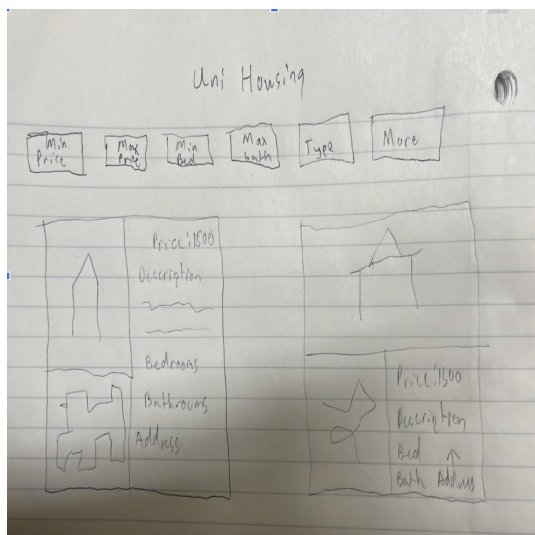 Uni Housing
Min Price
Max Price
Min Bed
Max bath
Type
More
Price: 1500
Description
Bedrooms
Bathrooms
Address
Price: 1500
Description
Bed
Bath Address